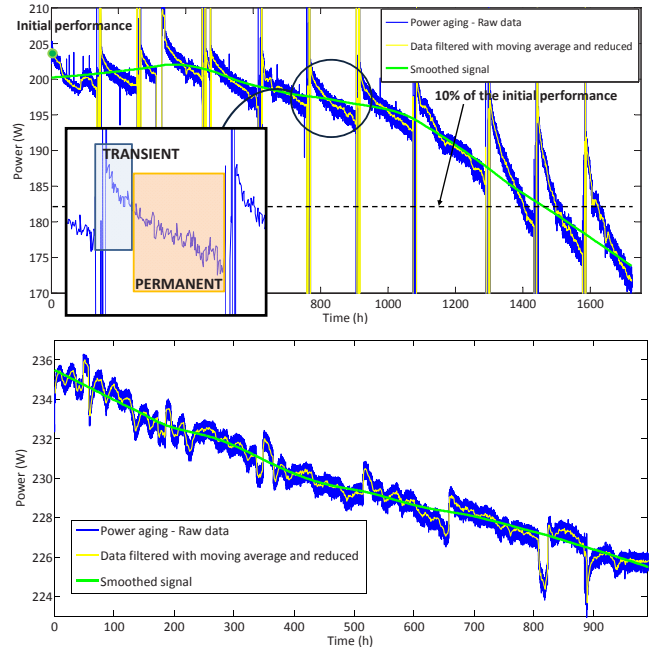 Initial performance
210
205
200
195
190
185
180
175
170
Power (W)
Power aging - Raw data
Data filtered with moving average and reduced
Smoothed signal
10% of the initial performance
TRANSIENT
PERMANENT
800 1000 1200 1400 1600
Time (h)
236
234
232
230
228
226
224
Power (W)
Power aging - Raw data
Data filtered with moving average and reduced
Smoothed signal
0 100 200 300 400 500 600 700 800 900
Time (h)